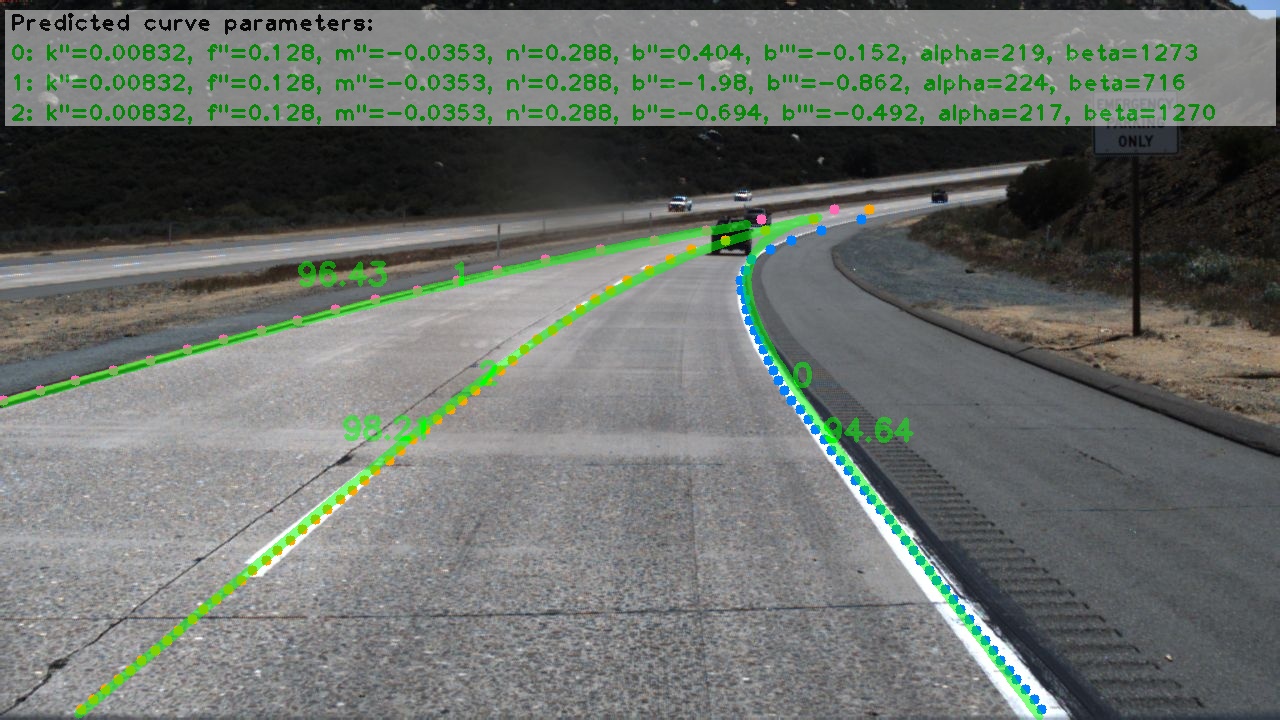 Predicted curve parameters:
0: k''=0.00832, f''=0.128, m''=−0.0353, n'=0.288, b''=0.404, b'''=−0.152, alpha=219, beta=1273
1: k''=0.00832, f''=0.128, m''=−0.0353, n'=0.288, b''=−1.98, b'''=−0.862, alpha=224, beta=716
2: k''=0.00832, f''=0.128, m''=−0.0353, n'=0.288, b''=−0.694, b'''=−0.492, alpha=217, beta=1270
EMERGENCY
PARKING
ONLY
96.43
1
2
0
98.21
94.64